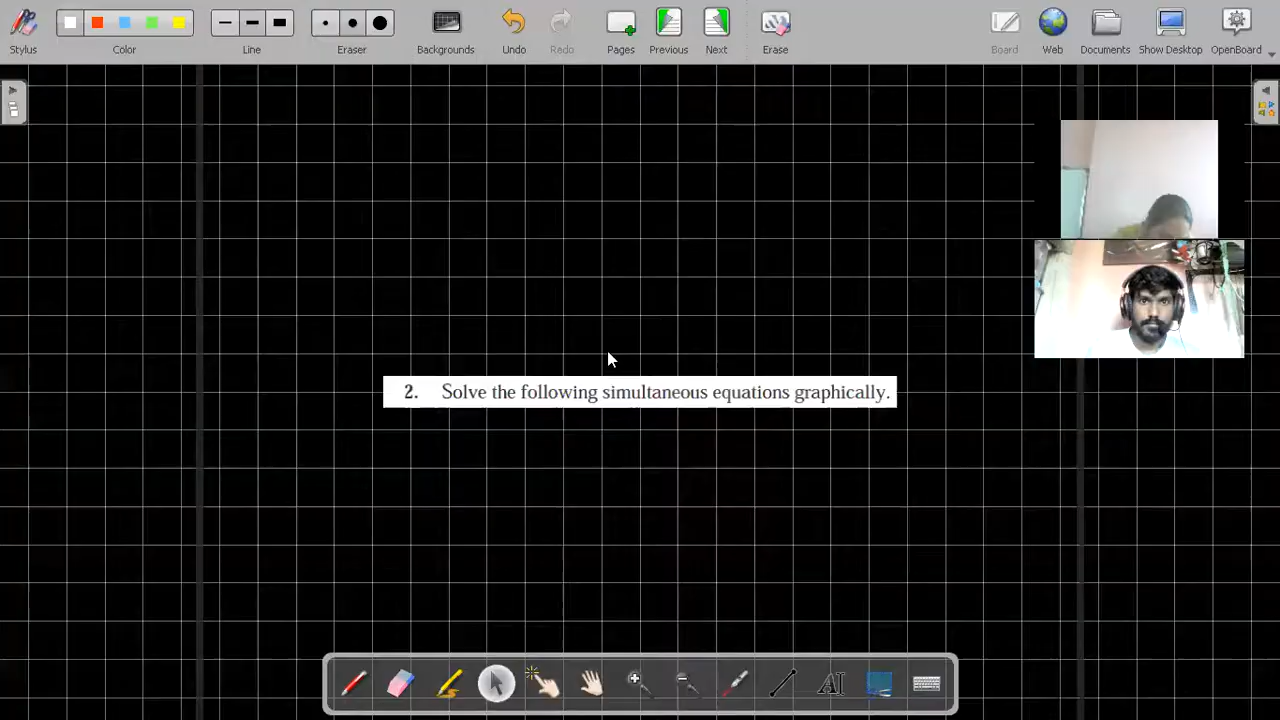 Stylus Color Line Eraser Backgrounds Undo Redo Pages Previous Next Erase Board Web Documents Show Desktop OpenBoard
2. Solve the following simultaneous equations graphically.
AI